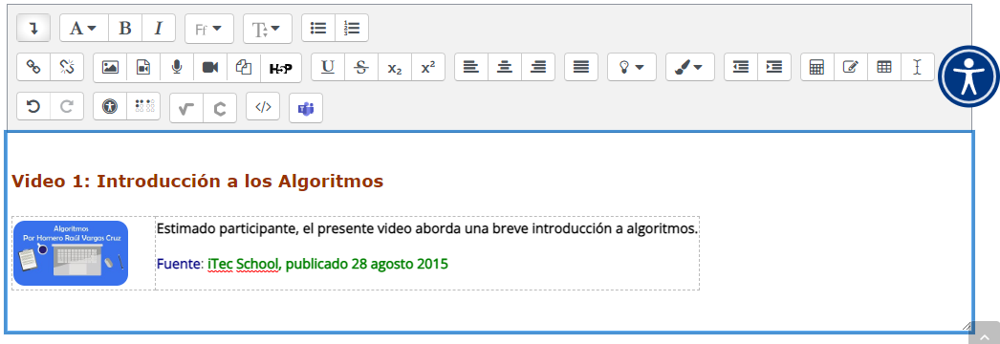 A B I Ff T
H5P U S x₂ x²
</>
Video 1: Introducción a los Algoritmos
Algoritmos
Por Homero Raúl Vargas Cruz
Estimado participante, el presente video aborda una breve introducción a algoritmos.
Fuente: iTec School, publicado 28 agosto 2015